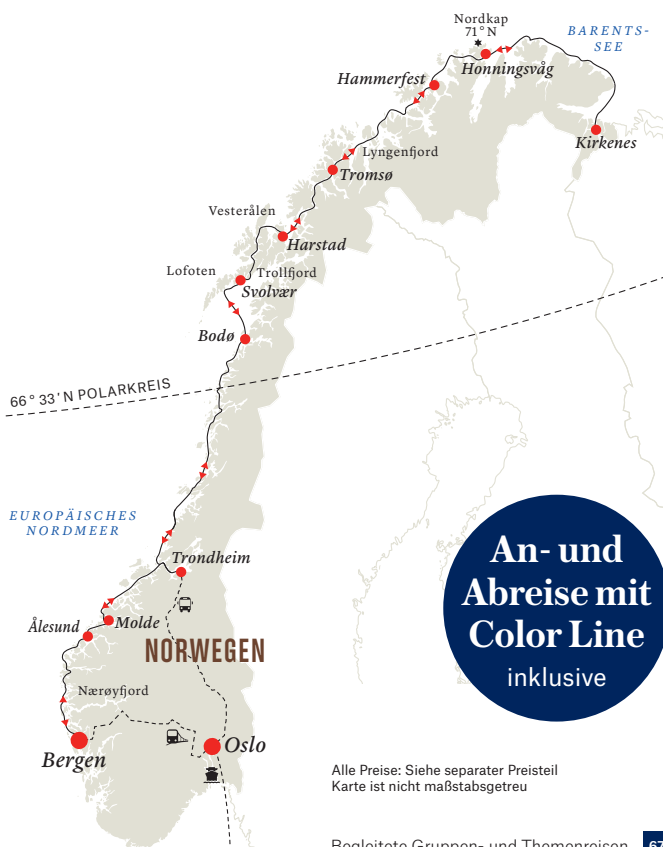 Nordkap
71° N
BARENTS-
SEE
Honningsvåg
Hammerfest
Kirkenes
Lyngenfjord
Tromsø
Vesterålen
Harstad
Lofoten
Trollfjord
Svolvær
Bodø
66° 33' N POLARKREIS
EUROPÄISCHES
NORDMEER
Trondheim
An- und
Abreise mit
Color Line
inklusive
Molde
Ålesund
NORWEGEN
Nærøyfjord
Bergen
Oslo
Alle Preise: Siehe separater Preisteil
Karte ist nicht maßstabsgetreu
Begleitete Gruppen- und Themenreisen
67